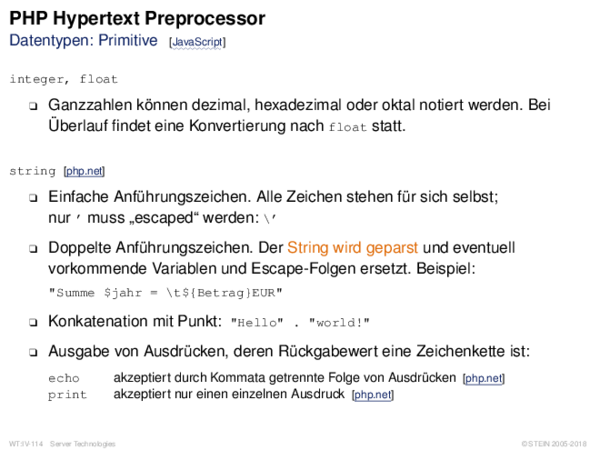 PHP Hypertext Preprocessor
Datentypen: Primitive [JavaScript]
integer, float
❑ Ganzzahlen können dezimal, hexadezimal oder oktal notiert werden. Bei
Überlauf findet eine Konvertierung nach float statt.
string [php.net]
❑ Einfache Anführungszeichen. Alle Zeichen stehen für sich selbst;
nur ' muss „escaped“ werden: \'
❑ Doppelte Anführungszeichen. Der String wird geparst und eventuell
vorkommende Variablen und Escape-Folgen ersetzt. Beispiel:
"Summe $jahr = \t${Betrag}EUR"
❑ Konkatenation mit Punkt: "Hello" . "world!"
❑ Ausgabe von Ausdrücken, deren Rückgabewert eine Zeichenkette ist:
echo akzeptiert durch Kommata getrennte Folge von Ausdrücken [php.net]
print akzeptiert nur einen einzelnen Ausdruck [php.net]
WT:IV-114 Server Technologies © STEIN 2005-2018